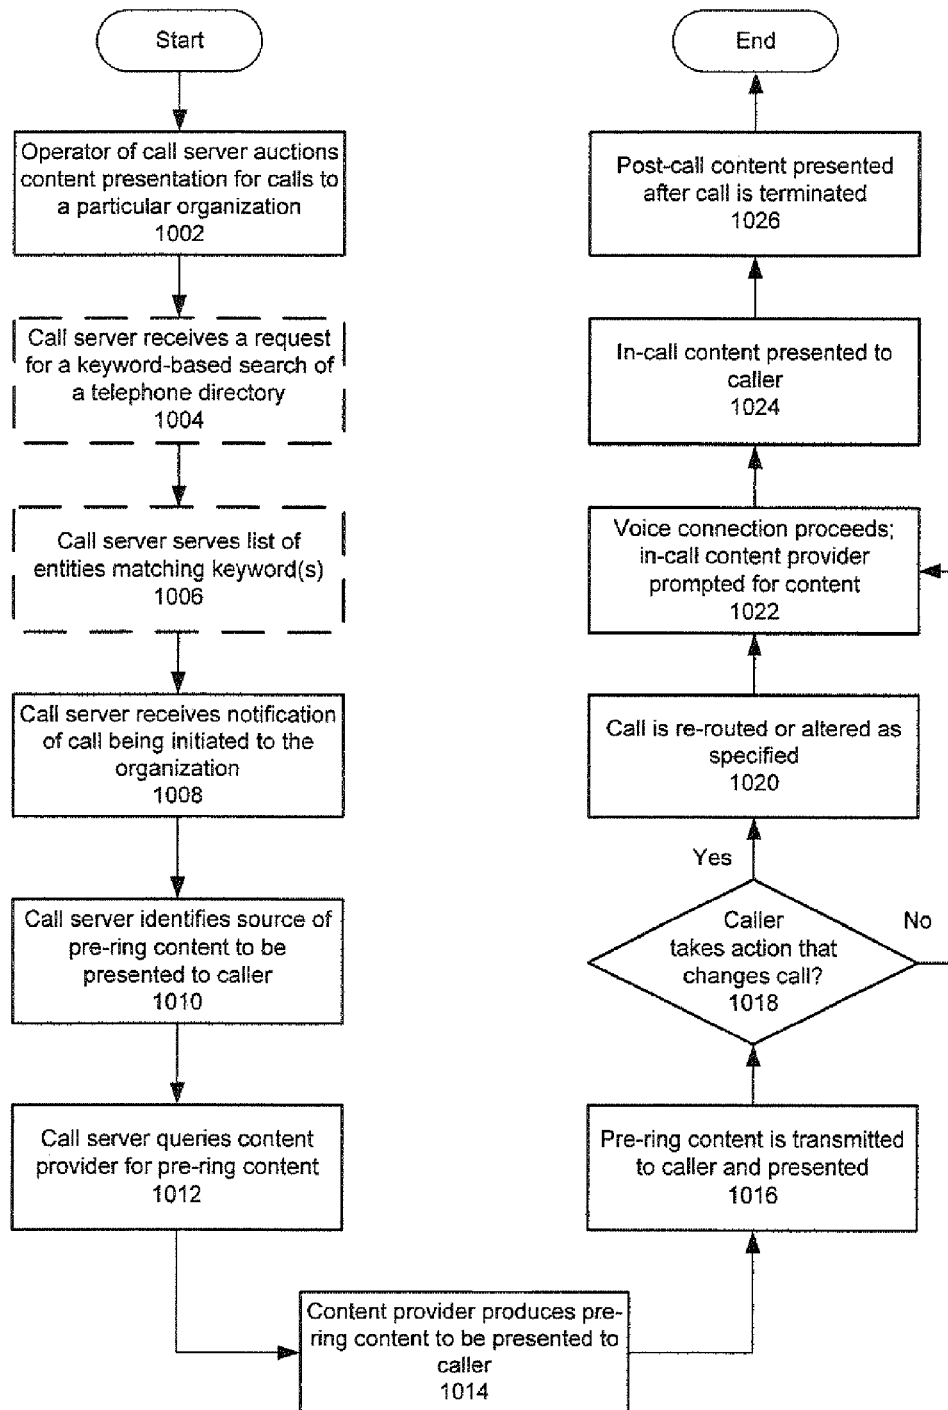 Start
Operator of call server auctions
content presentation for calls to
a particular organization
1002
Call server receives a request
for a keyword-based search of
a telephone directory
1004
Call server serves list of
entities matching keyword(s)
1006
Call server receives notification
of call being initiated to the
organization
1008
Call server identifies source of
pre-ring content to be
presented to caller
1010
Call server queries content
provider for pre-ring content
1012
Content provider produces pre-
ring content to be presented to
caller
1014
Pre-ring content is transmitted
to caller and presented
1016
Caller
takes action that
changes call?
1018
Yes
No
Call is re-routed or altered as
specified
1020
Voice connection proceeds;
in-call content provider
prompted for content
1022
In-call content presented to
caller
1024
Post-call content presented
after call is terminated
1026
End